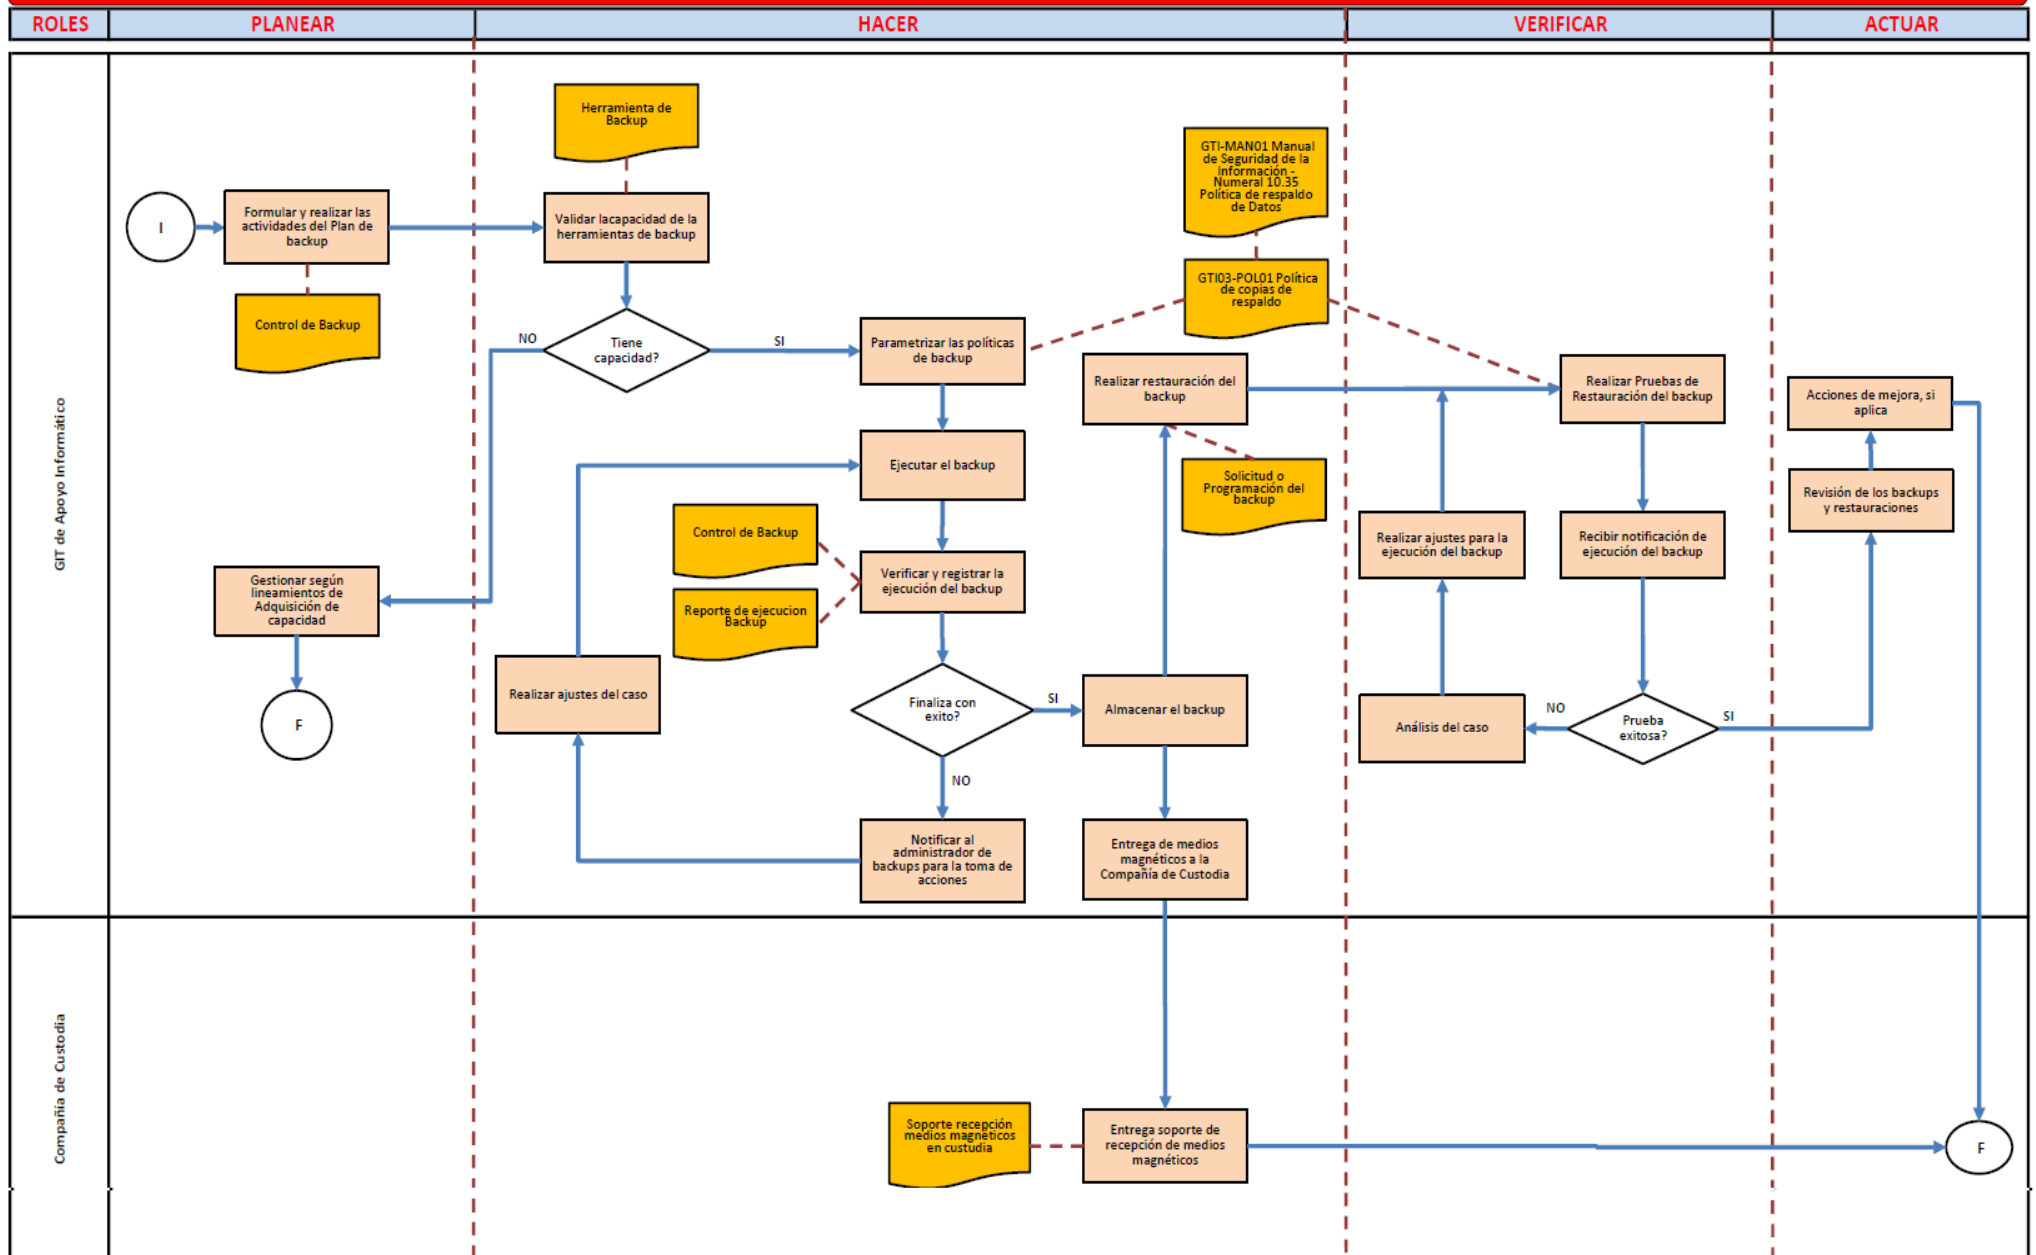 ROLES
PLANEAR
HACER
VERIFICAR
ACTUAR
GIT de Apoyo Informático
I
Formular y realizar las
actividades del Plan de
backup
Control de Backup
Herramienta de
Backup
Validar lacapacidad de la
herramientas de backup
Tiene
capacidad?
NO
SI
Gestionar según
lineamientos de
Adquisición de
capacidad
F
Parametrizar las políticas
de backup
GTI-MAN01 Manual
de Seguridad de la
Información -
Numeral 10.35
Política de respaldo
de Datos
GTI03-POL01 Política
de copias de
respaldo
Ejecutar el backup
Control de Backup
Reporte de ejecucion
Backup
Verificar y registrar la
ejecución del backup
Realizar ajustes del caso
Finaliza con
exito?
SI
NO
Notificar al
administrador de
backups para la toma de
acciones
Realizar restauración del
backup
Solicitud o
Programación del
backup
Almacenar el backup
Entrega de medios
magnéticos a la
Compañía de Custodia
Realizar Pruebas de
Restauración del backup
Realizar ajustes para la
ejecución del backup
Recibir notificación de
ejecución del backup
Análisis del caso
NO
Prueba
exitosa?
SI
Acciones de mejora, si
aplica
Revisión de los backups
y restauraciones
Compañía de Custodia
Soporte recepción
medios magnéticos
en custudia
Entrega soporte de
recepción de medios
magnéticos
F